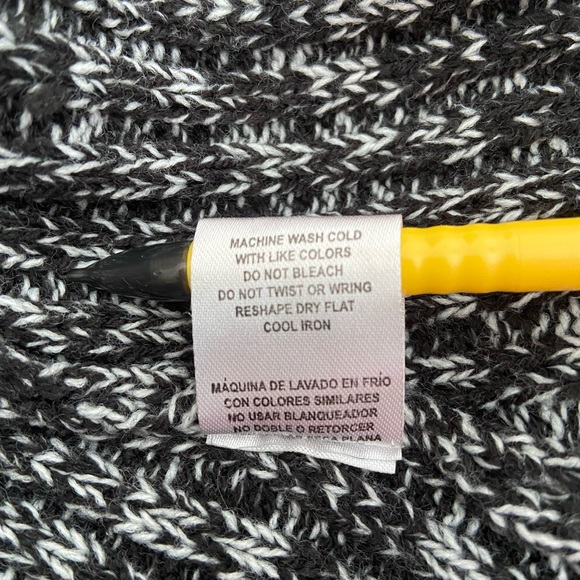 MACHINE WASH COLD
WITH LIKE COLORS
DO NOT BLEACH
DO NOT TWIST OR WRING
RESHAPE DRY FLAT
COOL IRON
MÁQUINA DE LAVADO EN FRÍO
CON COLORES SIMILARES
NO USAR BLANQUEADOR
NO DOBLE O RETORCER
PLANA